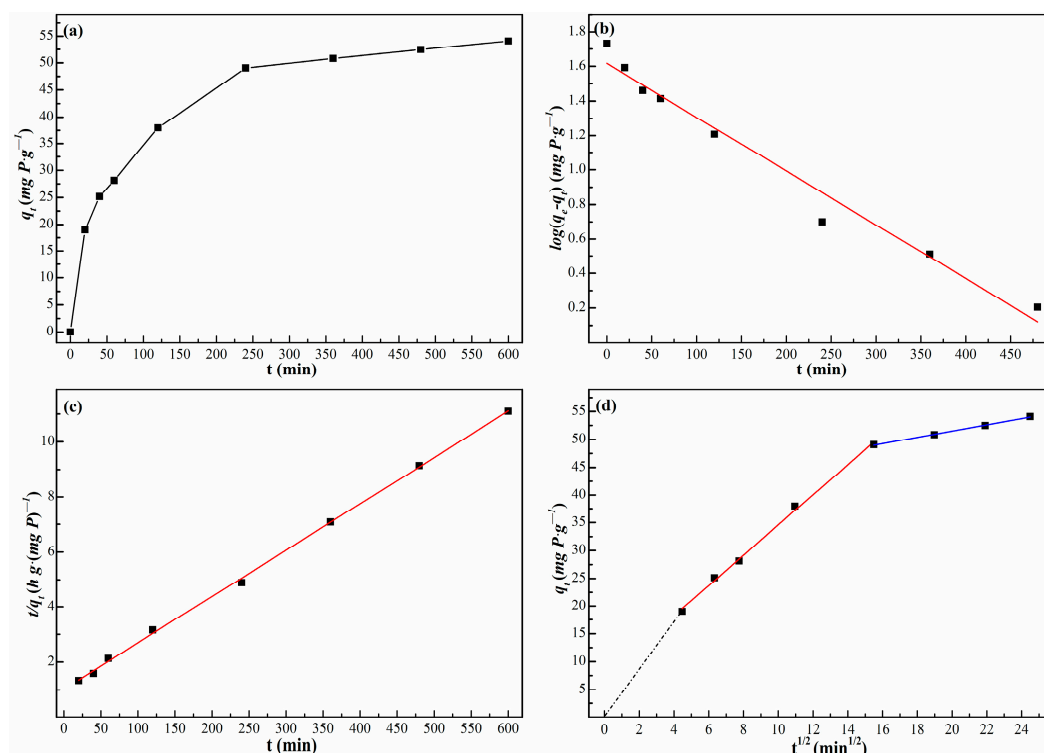 (a)
55
50
45
40
35
30
25
20
15
10
5
0
q_t (mg P·g^—1)
0 50 100 150 200 250 300 350 400 450 500 550 600
t (min)
(b)
1.8
1.6
1.4
1.2
1.0
0.8
0.6
0.4
0.2
log(q_e-q_t) (mg P·g^—1)
0 50 100 150 200 250 300 350 400 450
t (min)
(c)
10
8
6
4
2
t/q_t (h g·(mg P)^—1
0 50 100 150 200 250 300 350 400 450 500 550 600
t (min)
(d)
55
50
45
40
35
30
25
20
15
10
5
q_t (mg P·g^—1
0 2 4 6 8 10 12 14 16 18 20 22 24
t^1/2 (min^1/2)